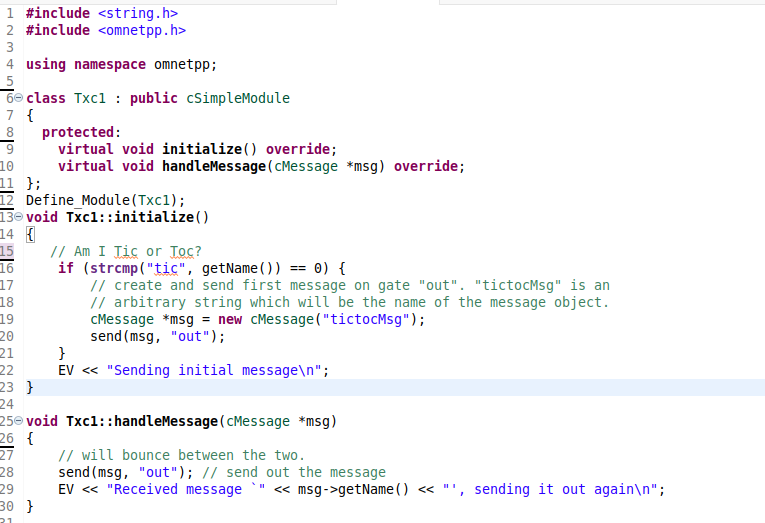 1 #include <string.h>
2 #include <omnetpp.h>
3
4 using namespace omnetpp;
5
6 class Txc1 : public cSimpleModule
7 {
8   protected:
9     virtual void initialize() override;
10     virtual void handleMessage(cMessage *msg) override;
11 };
12 Define_Module(Txc1);
13 void Txc1::initialize()
14 {
15    // Am I Tic or Toc?
16     if (strcmp("tic", getName()) == 0) {
17         // create and send first message on gate "out". "tictocMsg" is an
18         // arbitrary string which will be the name of the message object.
19         cMessage *msg = new cMessage("tictocMsg");
20         send(msg, "out");
21     }
22     EV << "Sending initial message\n";
23 }
24
25 void Txc1::handleMessage(cMessage *msg)
26 {
27     // will bounce between the two.
28     send(msg, "out"); // send out the message
29     EV << "Received message `" << msg->getName() << "', sending it out again\n";
30 }
31